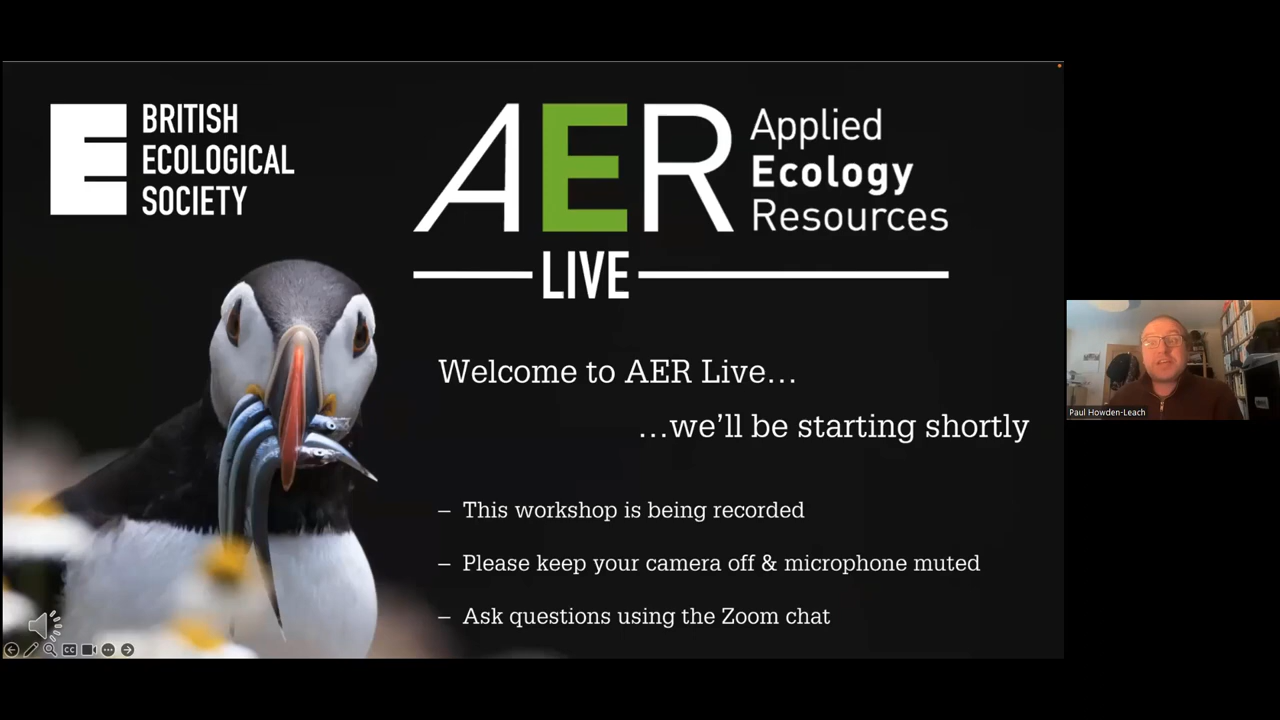 BRITISH
ECOLOGICAL
SOCIETY
AER
Applied
Ecology
Resources
LIVE
Welcome to AER Live...
...we'll be starting shortly
– This workshop is being recorded
– Please keep your camera off & microphone muted
– Ask questions using the Zoom chat
CC
Paul Howden-Leach